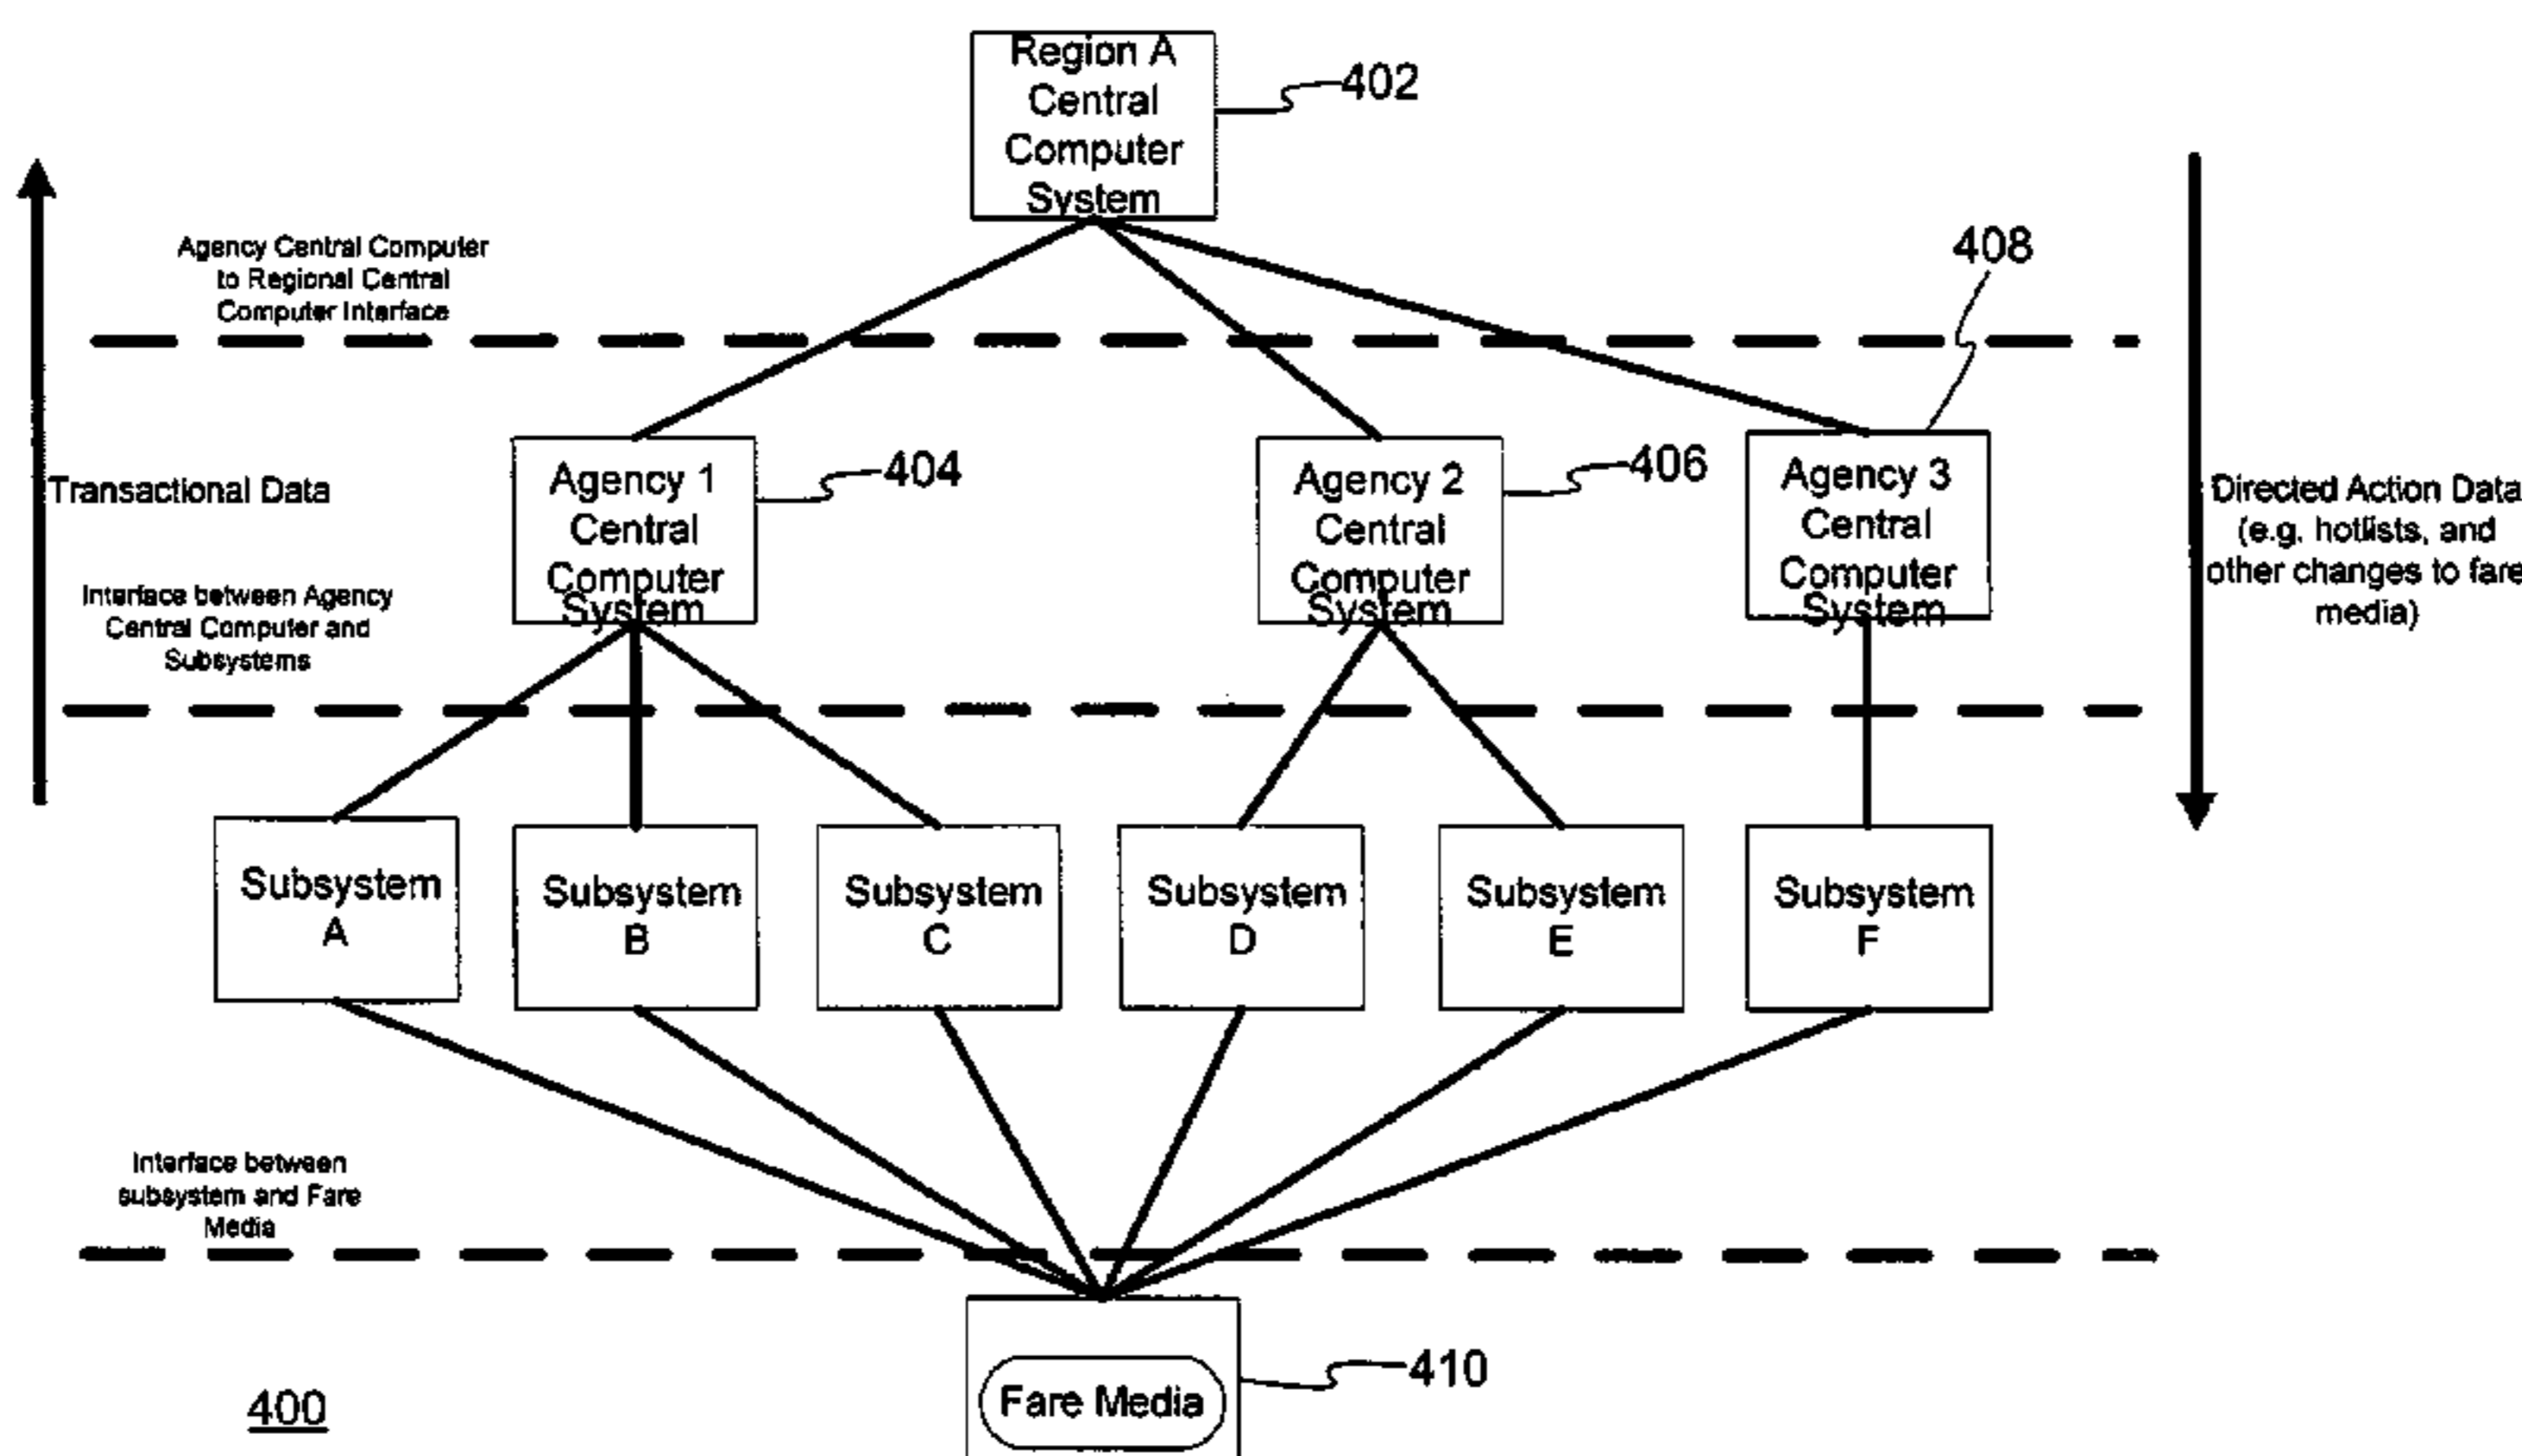 Region A
Central
Computer
System
402
Agency Central Computer
to Regional Central
Computer Interface
408
Agency 1
Central
Computer
System
404
Agency 2
Central
Computer
System
406
Agency 3
Central
Computer
System
Transactional Data
Directed Action Data
(e.g. hotlists, and
other changes to fare
media)
Interface between Agency
Central Computer and
Subsystems
Subsystem
A
Subsystem
B
Subsystem
C
Subsystem
D
Subsystem
E
Subsystem
F
Interface between
subsystem and Fare
Media
Fare Media
410
400